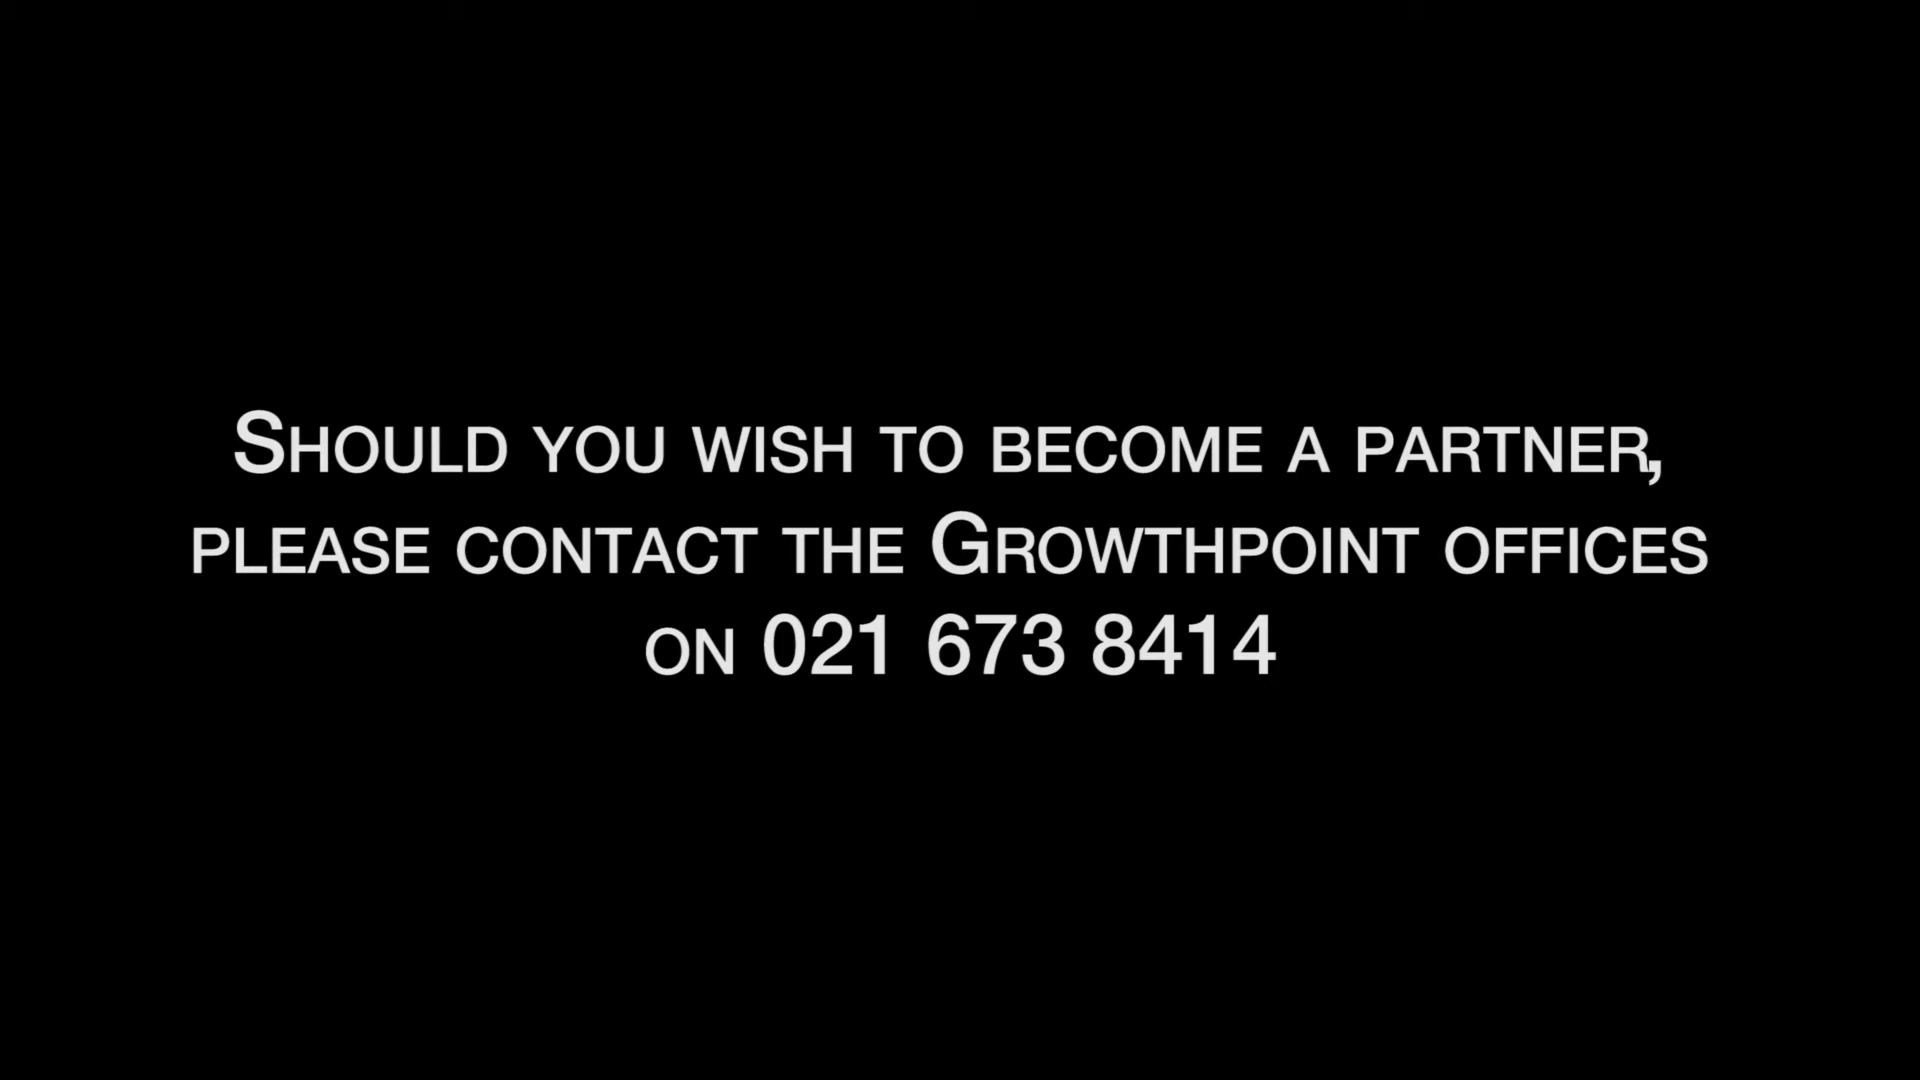 Should you wish to become a partner,
please contact the Growthpoint offices
on 021 673 8414